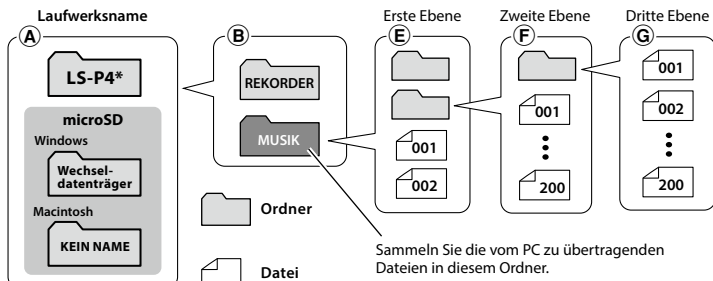 Laufwerksname
A
LS-P4*
microSD
Windows
Wechsel-
datenträger
Macintosh
KEIN NAME
B
REKORDER
MUSIK
Ordner
Datei
Erste Ebene
E
001
002
Zweite Ebene
F
001
200
Dritte Ebene
G
001
002
200
Sammeln Sie die vom PC zu übertragenden
Dateien in diesem Ordner.